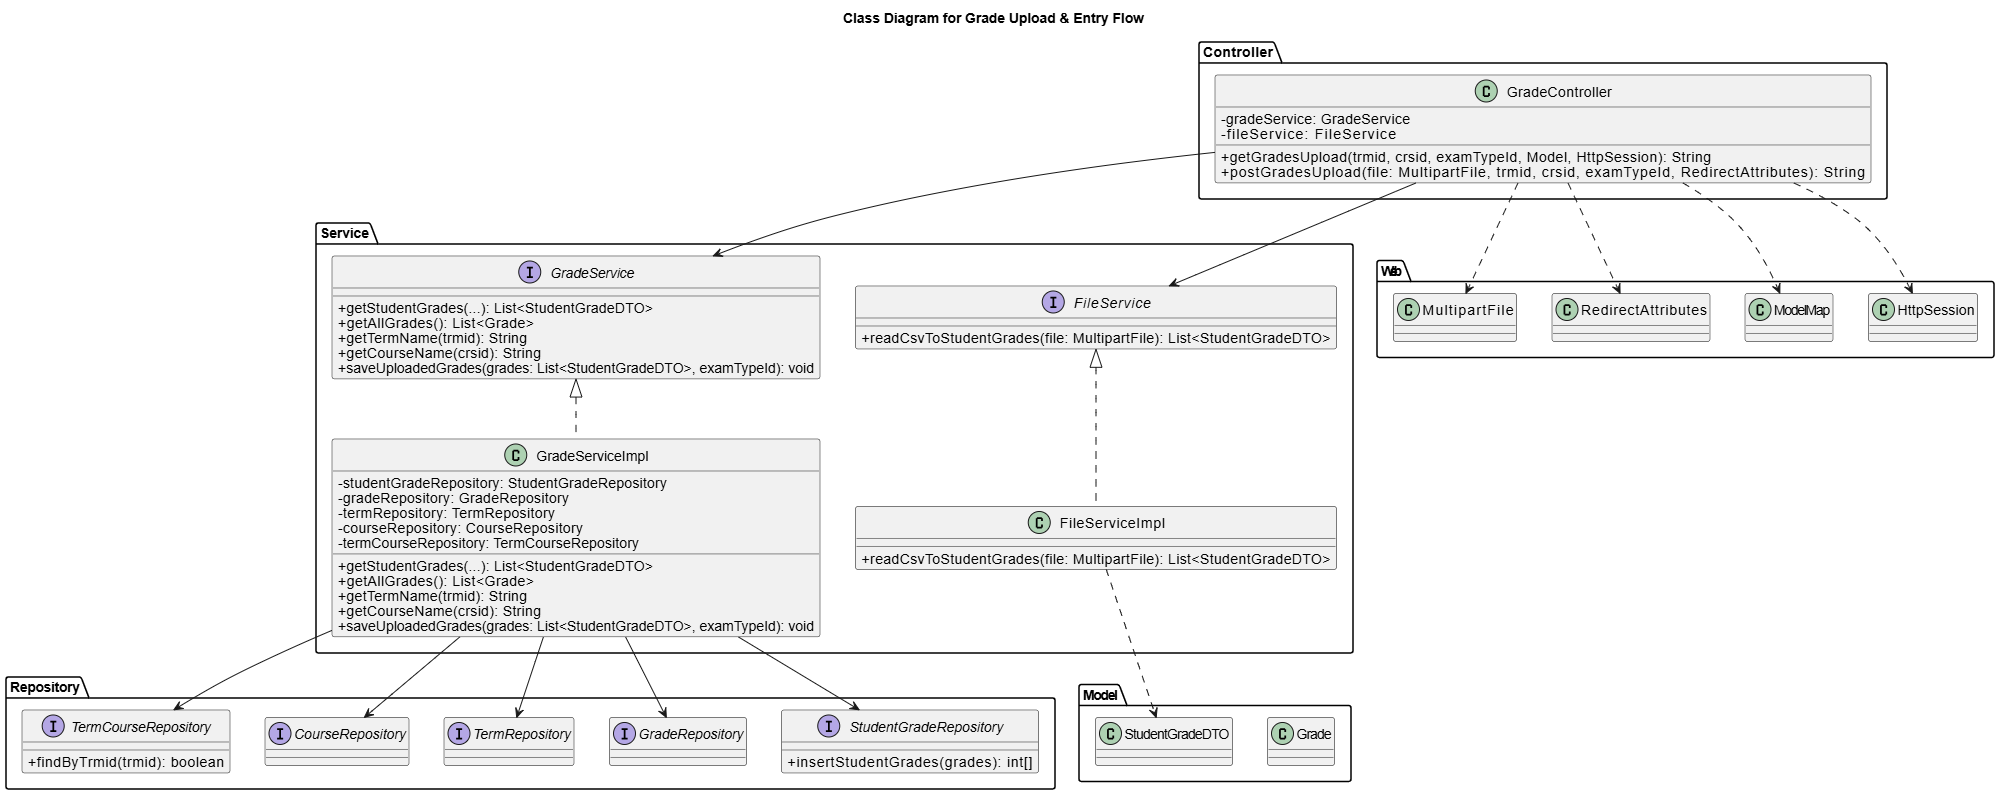 Class Diagram for Grade Upload & Entry Flow
Controller
C GradeController
-gradeService: GradeService
-fileService: FileService
+getGradesUpload(trmid, crsid, examTypeId, Model, HttpSession): String
+postGradesUpload(file: MultipartFile, trmid, crsid, examTypeId, RedirectAttributes): String
Service
I GradeService
+getStudentGrades(...): List<StudentGradeDTO>
+getAllGrades(): List<Grade>
+getTermName(trmid): String
+getCourseName(crsid): String
+saveUploadedGrades(grades: List<StudentGradeDTO>, examTypeId): void
I FileService
+readCsvToStudentGrades(file: MultipartFile): List<StudentGradeDTO>
Web
C MultipartFile
C RedirectAttributes
C ModelMap
C HttpSession
C GradeServiceImpl
-studentGradeRepository: StudentGradeRepository
-gradeRepository: GradeRepository
-termRepository: TermRepository
-courseRepository: CourseRepository
-termCourseRepository: TermCourseRepository
+getStudentGrades(...): List<StudentGradeDTO>
+getAllGrades(): List<Grade>
+getTermName(trmid): String
+getCourseName(crsid): String
+saveUploadedGrades(grades: List<StudentGradeDTO>, examTypeId): void
C FileServiceImpl
+readCsvToStudentGrades(file: MultipartFile): List<StudentGradeDTO>
Repository
I TermCourseRepository
+findByTrmid(trmid): boolean
I CourseRepository
I TermRepository
I GradeRepository
I StudentGradeRepository
+insertStudentGrades(grades): int[]
Model
C StudentGradeDTO
C Grade